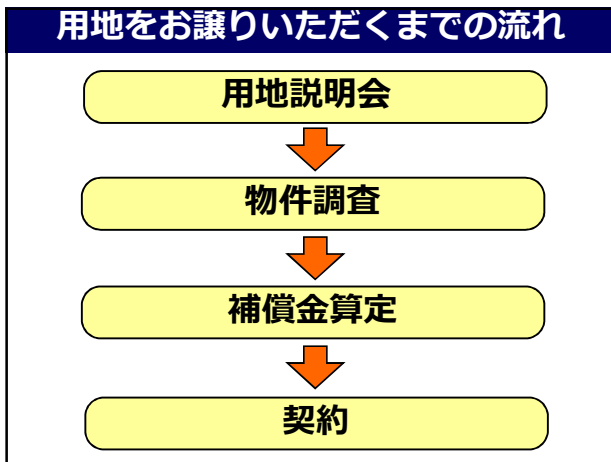 用地をお譲りいただくまでの流れ
用地説明会
物件調査
補償金算定
契約